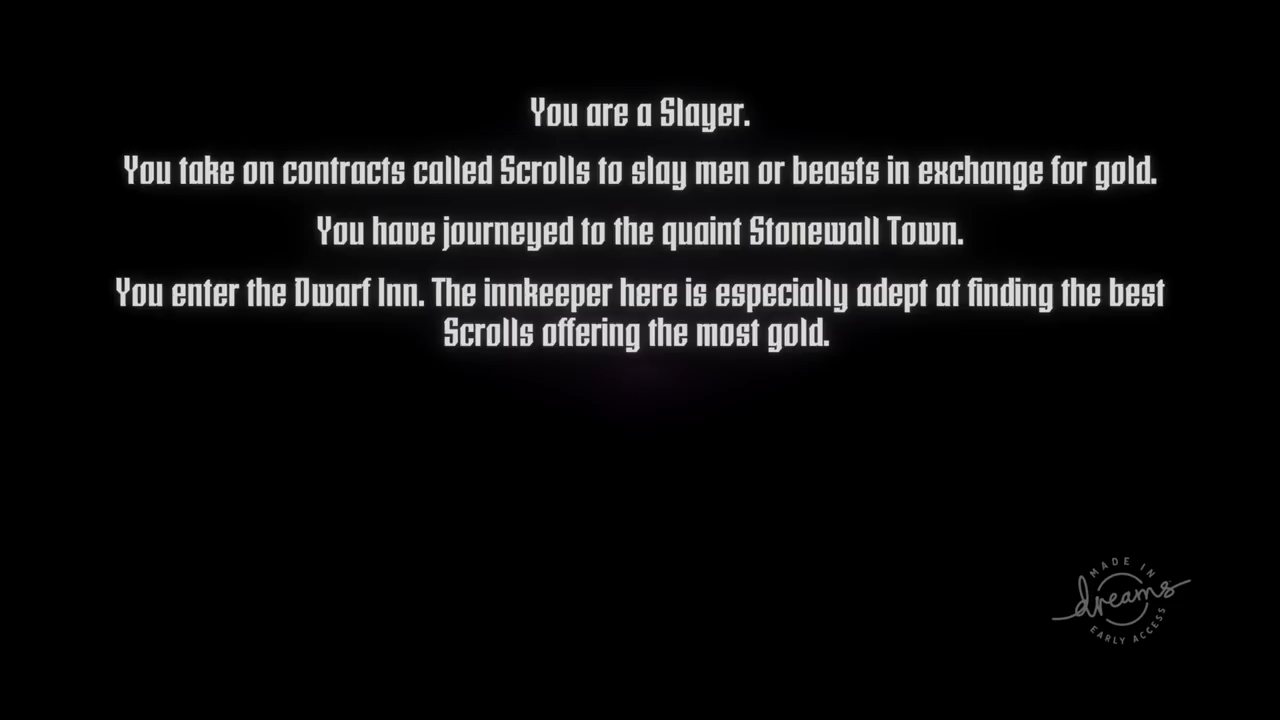 You are a Slayer.
You take on contracts called Scrolls to slay men or beasts in exchange for gold.
You have journeyed to the quaint Stonewall Town.
You enter the Dwarf Inn. The innkeeper here is especially adept at finding the best
Scrolls offering the most gold.
MADE IN
dreams
EARLY ACCESS